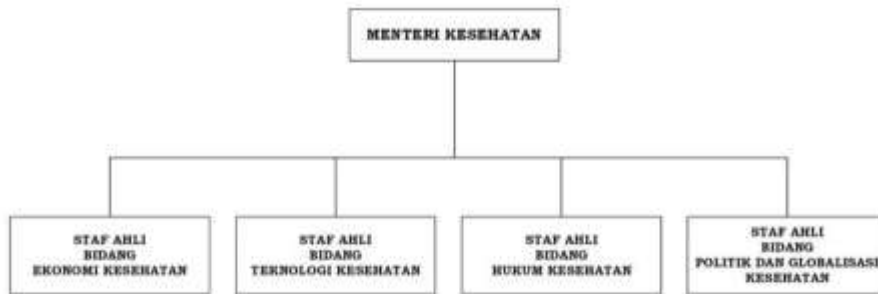 MENTERI KESEHATAN
STAF AHLI
BIDANG
EKONOMI KESEHATAN
STAF AHLI
BIDANG
TEKNOLOGI KESEHATAN
STAF AHLI
BIDANG
HUKUM KESEHATAN
STAF AHLI
BIDANG
POLITIK DAN GLOBALISASI
KESEHATAN